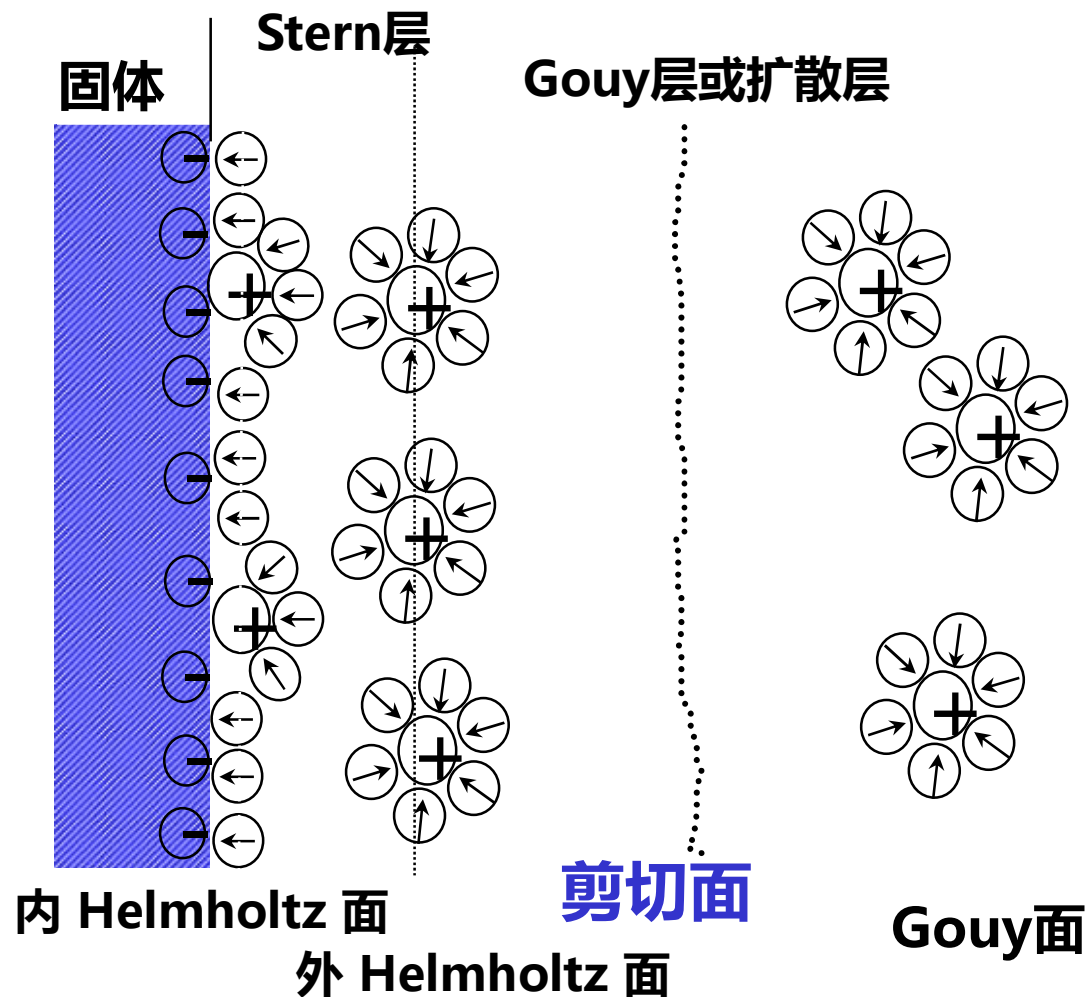 Stern层
固体
Gouy层或扩散层
剪切面
内 Helmholtz 面
Gouy面
外 Helmholtz 面